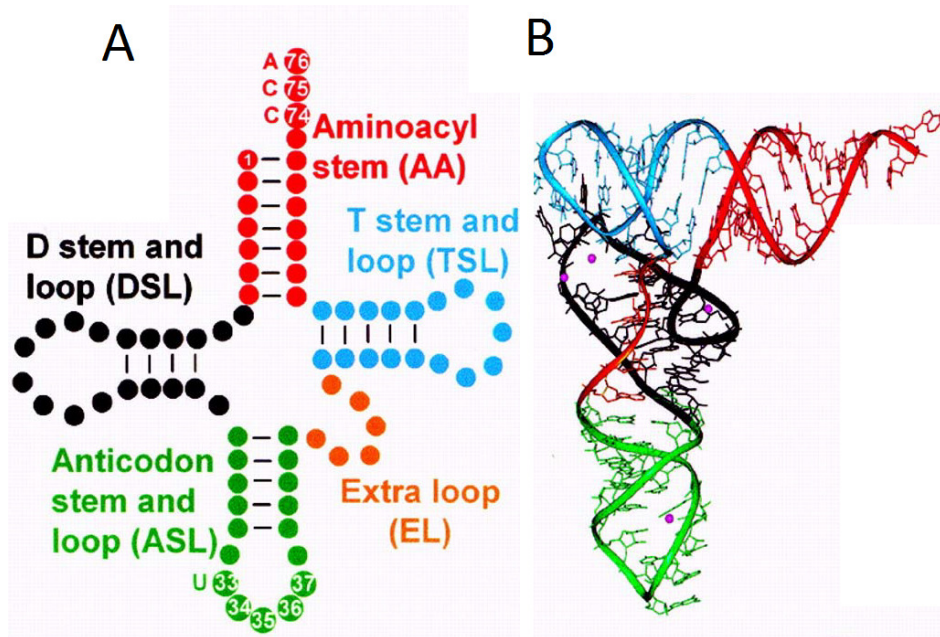 A
B
A 76
C 75
C 74
Aminoacyl
stem (AA)
1
D stem and
loop (DSL)
T stem and
loop (TSL)
Anticodon
stem and
loop (ASL)
Extra loop
(EL)
U 33
34
35
36
37